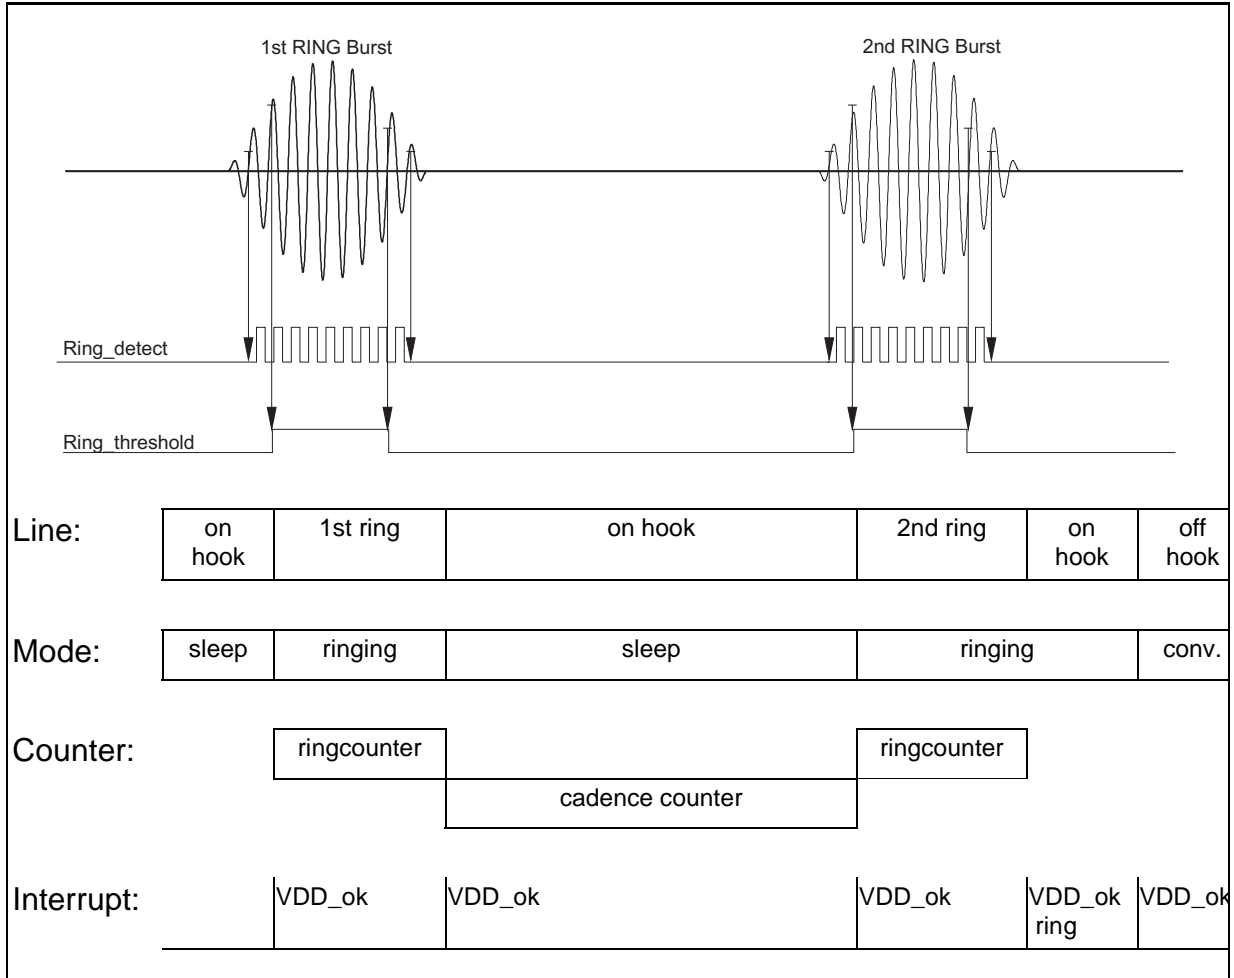 1st RING Burst 2nd RING Burst
Ring_detect
Ring_threshold
Line: on hook 1st ring on hook 2nd ring on hook off hook
Mode: sleep ringing sleep ringing conv.
Counter: ringcounter ringcounter
cadence counter
Interrupt: VDD_ok VDD_ok VDD_ok VDD_ok VDD_ok
ring